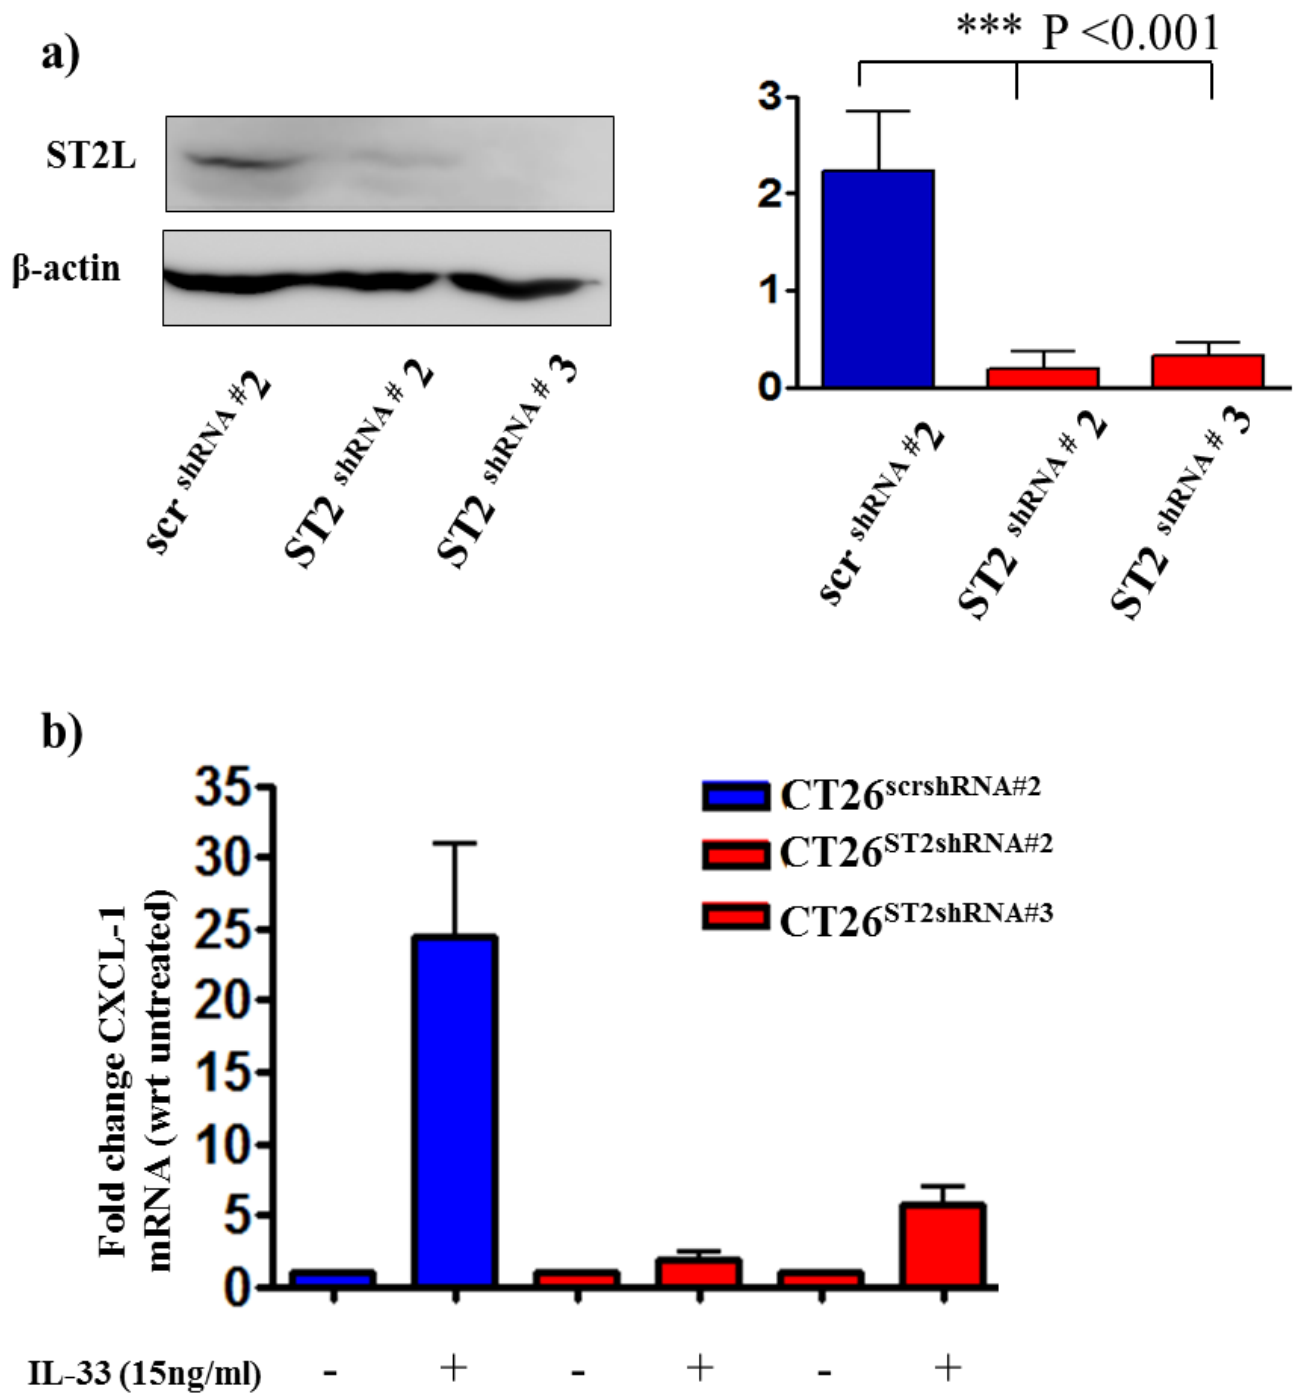 a)
*** P <0.001
ST2L
β-actin
scr shRNA #2
ST2 shRNA # 2
ST2 shRNA # 3
3
2
1
0
scr shRNA #2
ST2 shRNA # 2
ST2 shRNA # 3
b)
Fold change CXCL-1
mRNA (wrt untreated)
35
30
25
20
15
10
5
0
CT26scrshRNA#2
CT26ST2shRNA#2
CT26ST2shRNA#3
IL-33 (15ng/ml) - + - + - +